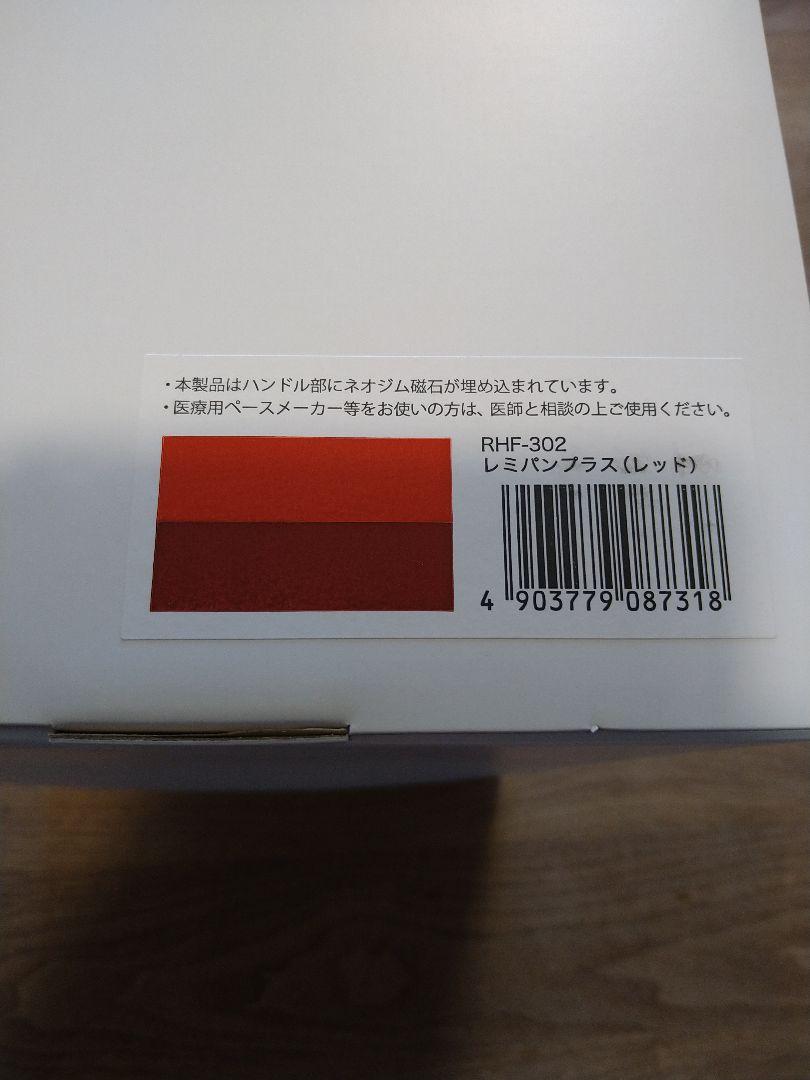 ・本製品はハンドル部にネオジム磁石が埋め込まれています。
・医療用ペースメーカー等をお使いの方は、医師と相談の上ご使用ください。
RHF-302
レミパンプラス(レッド)
4 903779 087318